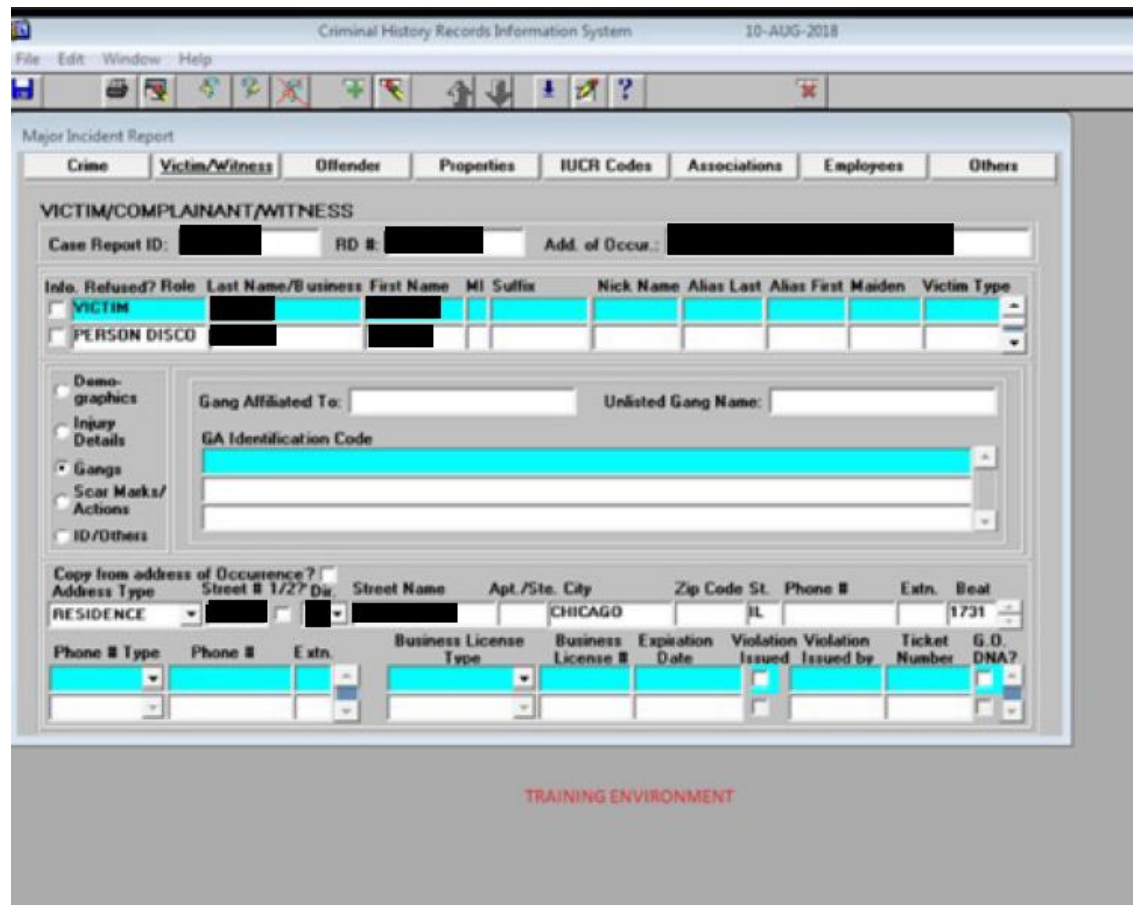 Criminal History Records Information System 10-AUG-2018
File Edit Window Help
Major Incident Report
Crime Victim/Witness Offender Properties IUCR Codes Associations Employees Others
VICTIM/COMPLAINANT/WITNESS
Case Report ID: RD #: Add. of Occur.:
Info. Refused? Role Last Name/Business First Name MI Suffix Nick Name Alias Last Alias First Maiden Victim Type
VICTIM
PERSON DISCO
Demo-
graphics
Gang Affiliated To: Unlisted Gang Name:
Injury
Details
GA Identification Code
Gangs
Scar Marks/
Actions
ID/Others
Copy from address of Occurrence?
Address Type Street # 1/2? Dir. Street Name Apt./Ste. City Zip Code St. Phone # Extn. Beat
RESIDENCE CHICAGO IL 1731
Phone # Type Phone # Extn. Business License Type Business License # Expiration Date Violation Issued Violation Issued by Ticket Number G.O. DNA?
TRAINING ENVIRONMENT